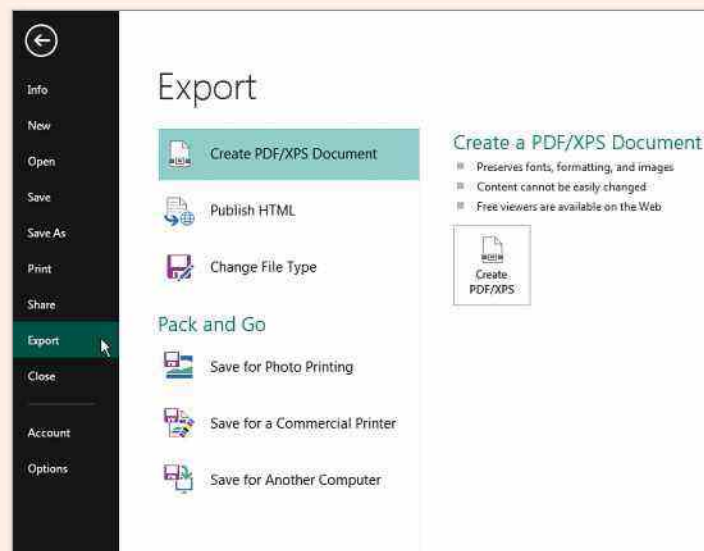 Info
New
Open
Save
Save As
Print
Share
Export
Close
Account
Options
Export
Create PDF/XPS Document
Publish HTML
Change File Type
Pack and Go
Save for Photo Printing
Save for a Commercial Printer
Save for Another Computer
Create a PDF/XPS Document
Preserves fonts, formatting, and images
Content cannot be easily changed
Free viewers are available on the Web
Create
PDF/XPS